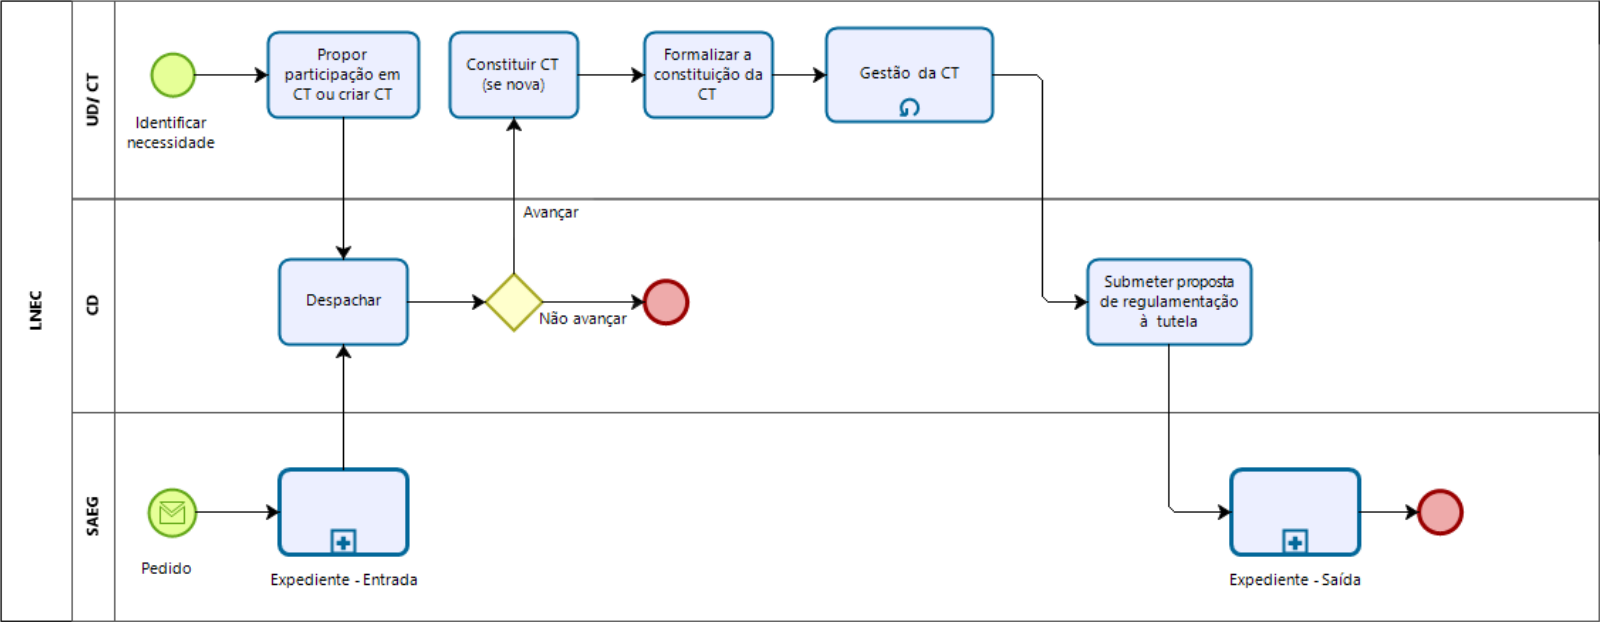 LNEC
UD/ CT
Identificar
necessidade
Propor
participação em
CT ou criar CT
Constituir CT
(se nova)
Formalizar a
constituição da
CT
Gestão da CT
CD
Despachar
Avançar
Não avançar
Submeter proposta
de regulamentação
à tutela
SAEG
Pedido
Expediente - Entrada
Expediente - Saída